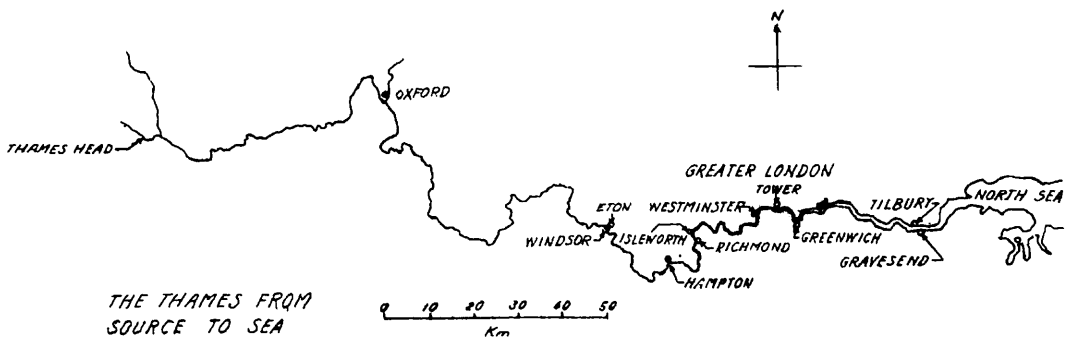 N
OXFORD
THAMES HEAD
GREATER LONDON
TOWER
NORTH SEA
ETON
WESTMINSTER
TILBURY
WINDSOR
ISLEWORTH
RICHMOND
GREENWICH
GRAVESEND
HAMPTON
THE THAMES FROM
SOURCE TO SEA
0 10 20 30 40 50
Km